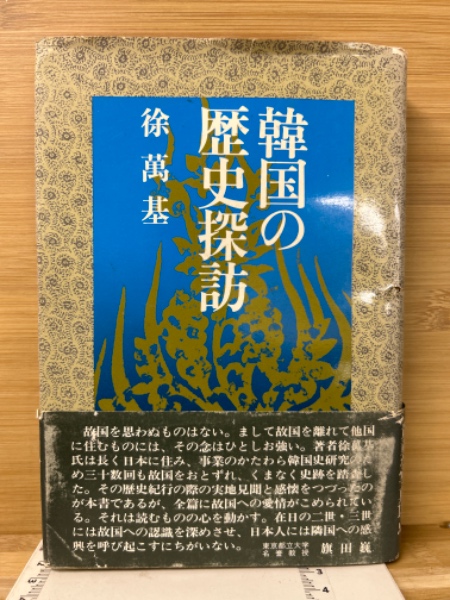 韓国の
歴史探訪
徐萬基
故国を思わぬものはない。まして故国を離れて他国
に住むものには、その念はひとしお強い。著者徐萬基
氏は長く日本に住み、事業のかたわら韓国史研究のた
め三十数回も故国をおとずれ、くまなく史跡を踏査し
た。その歴史紀行の際の実地見聞と感懐をつづったの
が本書であるが、全篇に故国への愛情がこめられてい
る。それは読むものの心を動かす。在日の二世・三世
には故国への認識を深めさせ、日本人には隣国への感
興を呼び起こすにちがいない。
東京都立大学
名誉教授
旗田巍
3
4